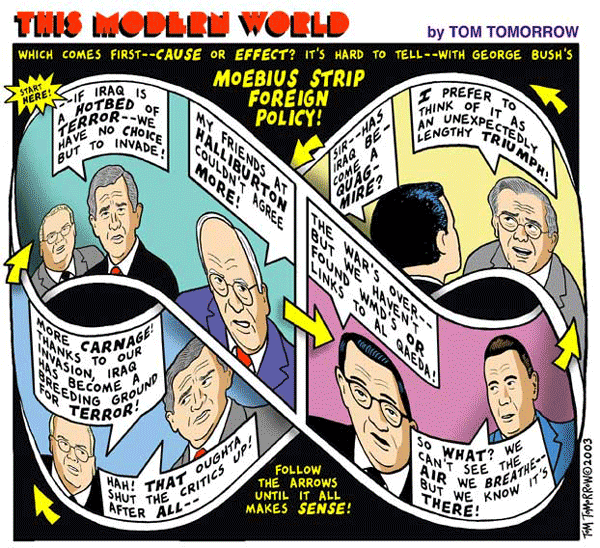 THIS MODERN WORLD
by TOM TOMORROW
WHICH COMES FIRST--CAUSE OR EFFECT? IT'S HARD TO TELL--WITH GEORGE BUSH'S
MOEBIUS STRIP
FOREIGN
POLICY!
START
HERE!
--IF IRAQ IS
A HOTBED OF
TERROR--WE
HAVE NO CHOICE
BUT TO INVADE!
MY FRIENDS AT
HALLIBURTON
COULDN'T AGREE
MORE!
THE WAR'S OVER--
BUT WE HAVEN'T
FOUND WMD'S OR
LINKS TO
AL QAEDA!
SO WHAT? WE
CAN'T SEE THE
AIR WE BREATHE--
BUT WE KNOW IT'S
THERE!
SIR--HAS
IRAQ BE-
COME A
QUAG-
MIRE?
I PREFER TO
THINK OF IT AS
AN UNEXPECTEDLY
LENGTHY TRIUMPH!
MORE CARNAGE!
THANKS TO OUR
INVASION, IRAQ
HAS BECOME A
BREEDING GROUND
FOR TERROR!
HAH! THAT OUGHTA
SHUT THE CRITICS UP!
AFTER ALL--
FOLLOW
THE ARROWS
UNTIL IT ALL
MAKES SENSE!
TOM TOMORROW©2003